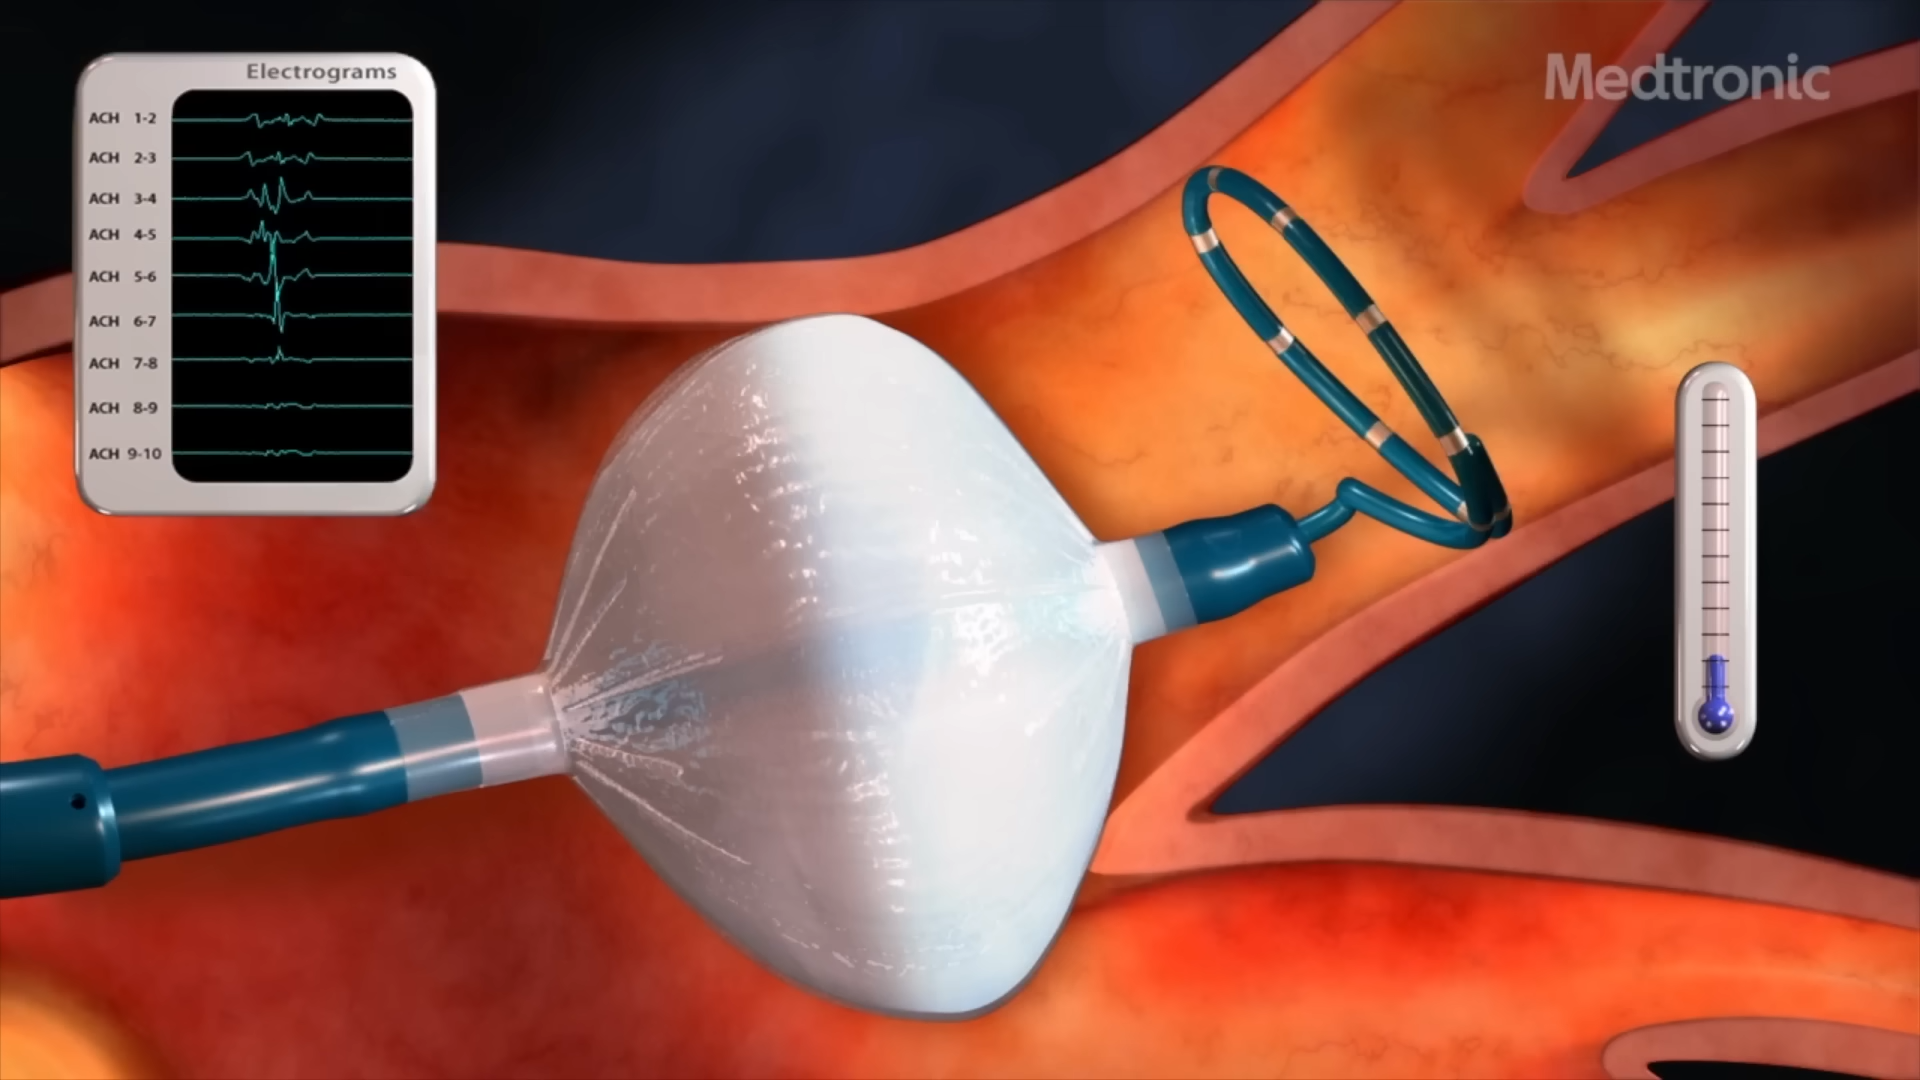 Electrograms
Medtronic
ACH 1-2
ACH 2-3
ACH 3-4
ACH 4-5
ACH 5-6
ACH 6-7
ACH 7-8
ACH 8-9
ACH 9-10